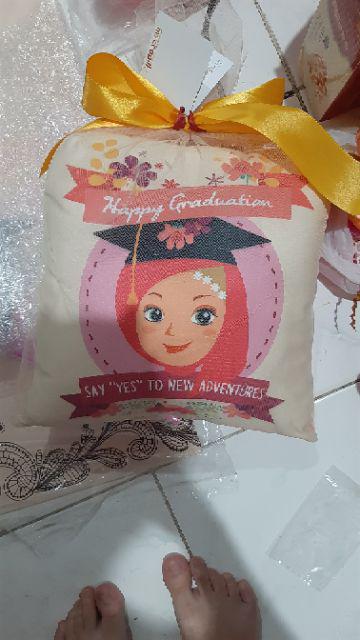 Happy Graduation
SAY "YES" TO NEW ADVENTURES